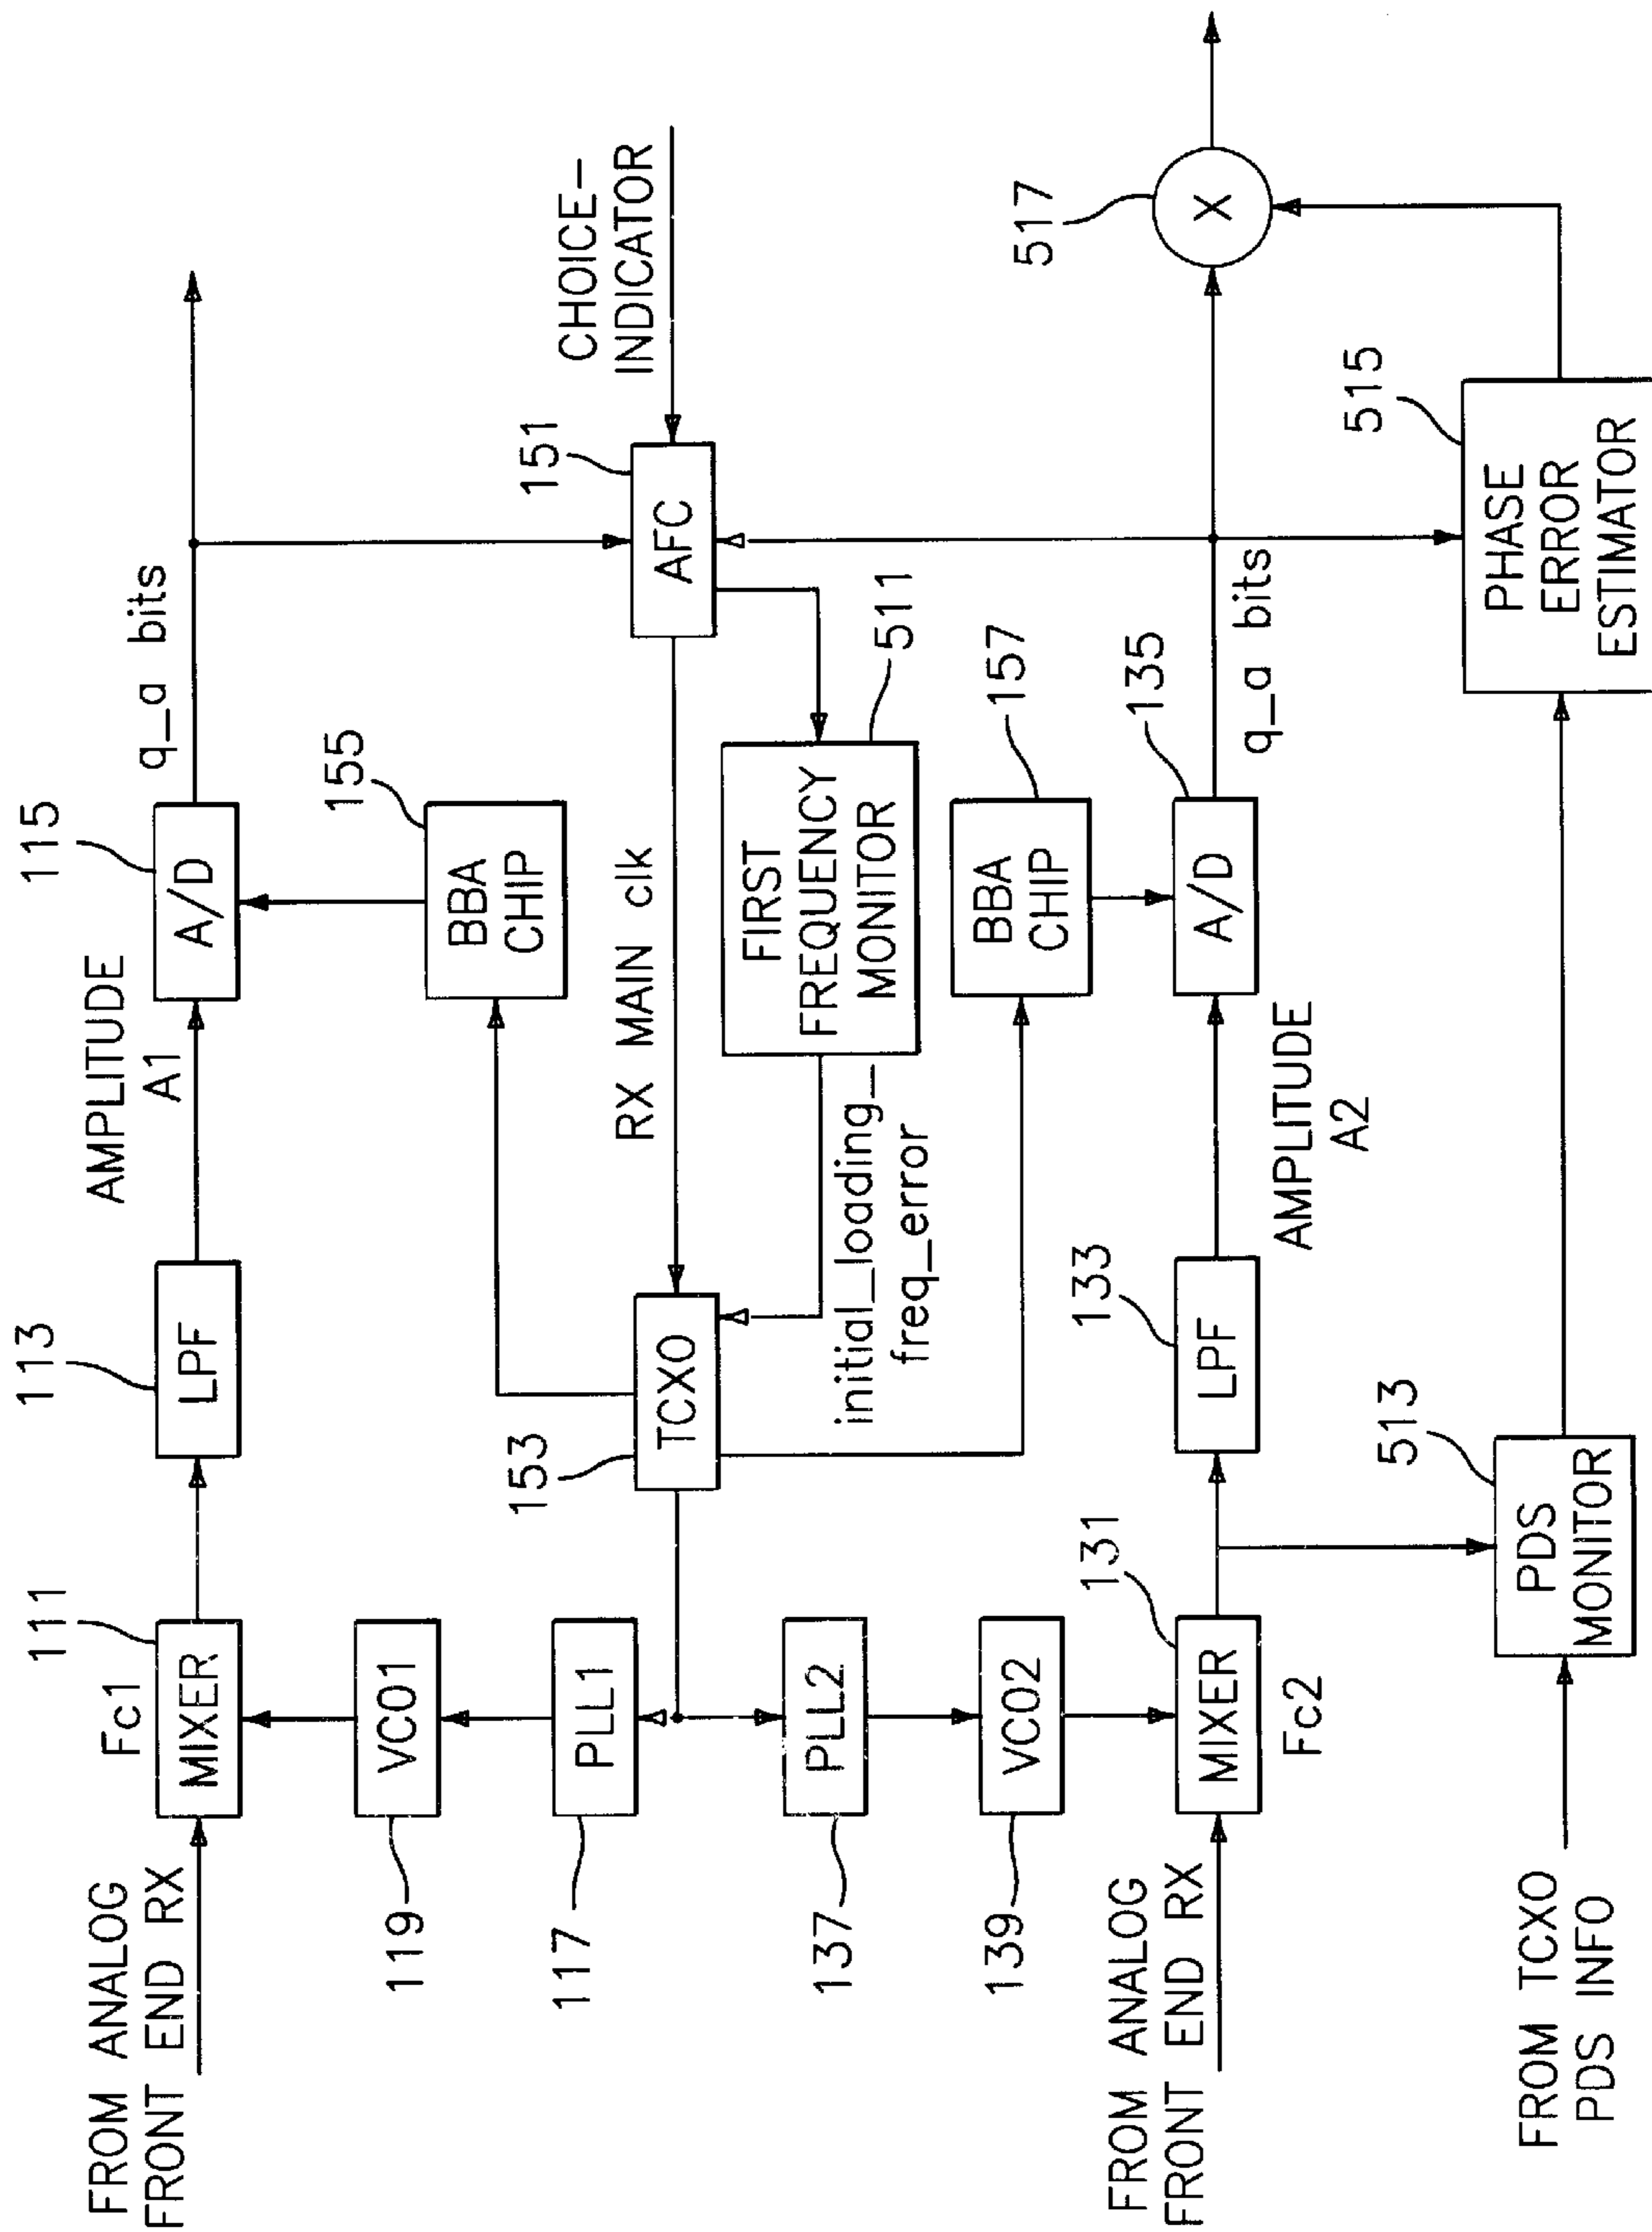 FROM ANALOG
FRONT END RX
111
Fc1
MIXER
113
LPF
AMPLITUDE
A1
115
A/D
q_a bits
VCO1
119
PLL1
117
BBA
CHIP
155
153
TCXO
RX MAIN clk
151
AFC
CHOICE-
INDICATOR
FIRST
FREQUENCY
MONITOR
511
initial_loading_
freq_error
PLL2
137
VCO2
139
BBA
CHIP
157
FROM ANALOG
FRONT END RX
131
MIXER
Fc2
133
LPF
AMPLITUDE
A2
135
A/D
q_a bits
517
X
FROM TCXO
PDS INFO
513
PDS
MONITOR
515
PHASE
ERROR
ESTIMATOR